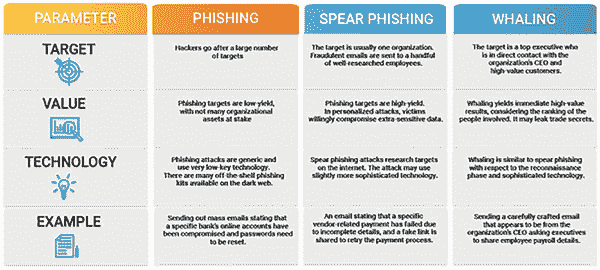 PARAMETER
PHISHING
SPEAR PHISHING
WHALING
TARGET
Hackers go after a large number
of targets
The target is usually one organization.
Fraudulent emails are sent to a handful
of well-researched employees.
The target is a top executive who
is in direct contact with the
organization's CEO and
high-value customers.
VALUE
Phishing targets are low-yield,
with not many organizational
assets at stake
Phishing targets are high-yield.
In personalized attacks, victims
willingly compromise extra-sensitive data.
Whaling yields immediate high-value
results, considering the ranking of the
people involved. It may leak trade secrets.
TECHNOLOGY
Phishing attacks are generic and
use very low-key technology.
There are many off-the-shelf phishing
kits available on the dark web.
Spear phishing attacks research targets
on the internet. The attack may use
slightly more sophisticated technology.
Whaling is similar to spear phishing
with respect to the reconnaissance
phase and sophisticated technology.
EXAMPLE
Sending out mass emails stating that
a specific bank's online accounts have
been compromised and passwords need
to be reset.
An email stating that a specific
vendor-related payment has failed due
to incomplete details, and a fake link is
shared to retry the payment process.
Sending a carefully crafted email
that appears to be from the
organization's CEO asking executives
to share employee payroll details.